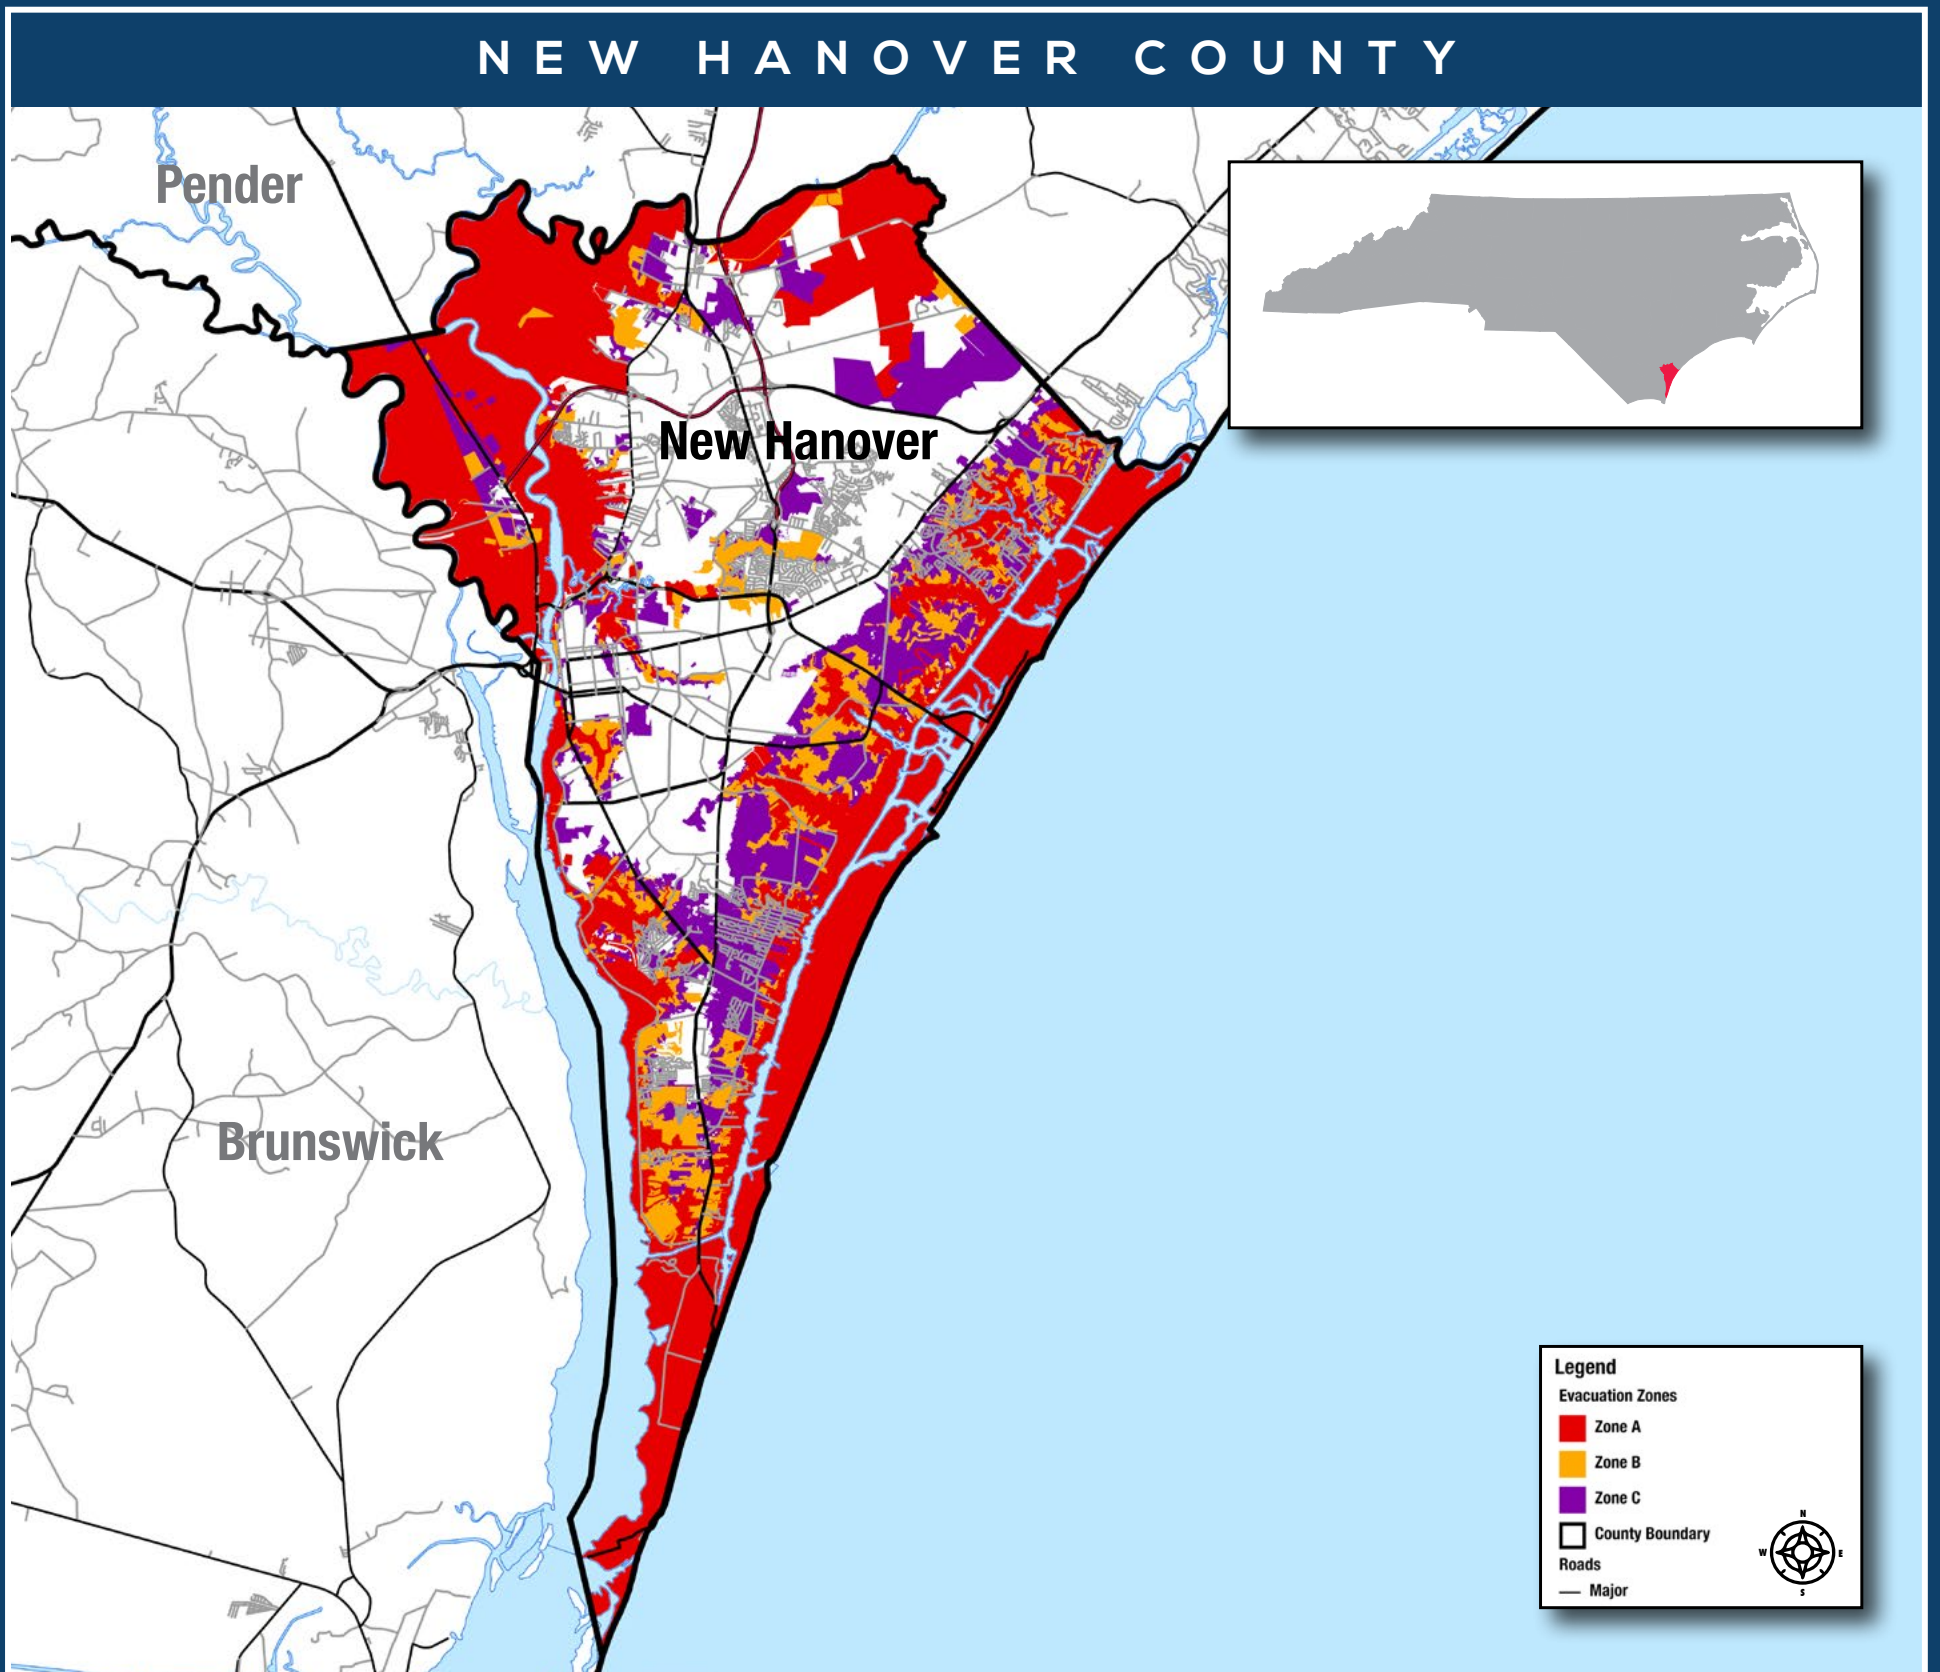 NEW HANOVER COUNTY
Pender
New Hanover
Brunswick
Legend
Evacuation Zones
Zone A
Zone B
Zone C
County Boundary
Roads
Major
N
W
E
S